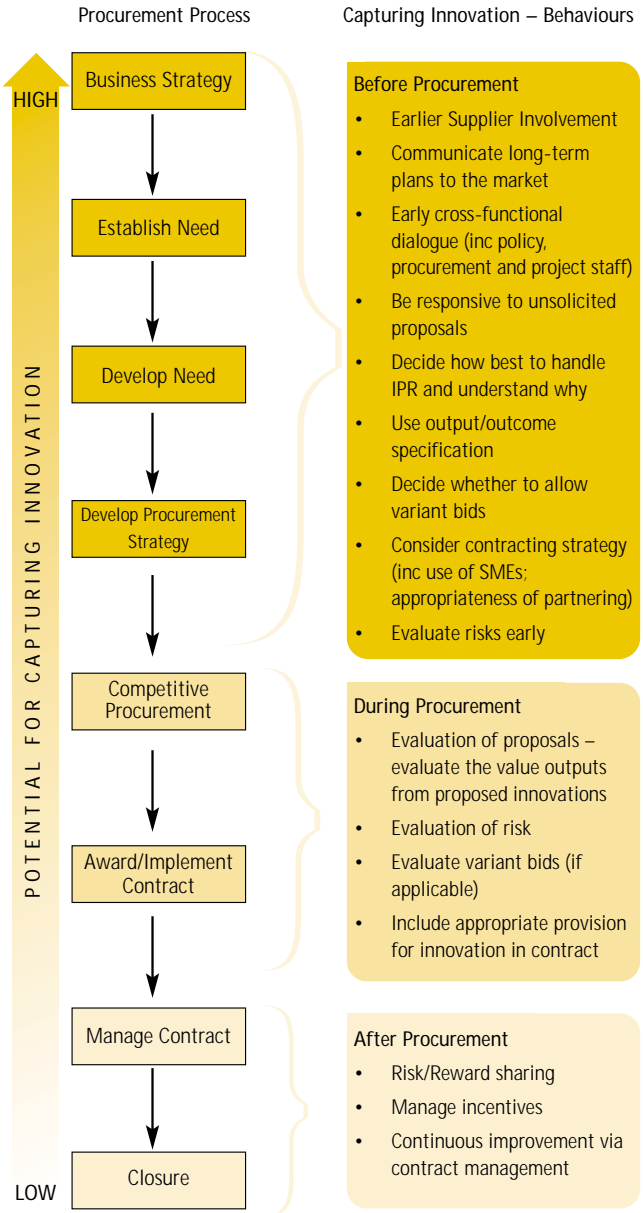 Procurement Process
Capturing Innovation – Behaviours
HIGH
POTENTIAL FOR CAPTURING INNOVATION
LOW
Business Strategy
Establish Need
Develop Need
Develop Procurement
Strategy
Competitive
Procurement
Award/Implement
Contract
Manage Contract
Closure
Before Procurement
• Earlier Supplier Involvement
• Communicate long-term
plans to the market
• Early cross-functional
dialogue (inc policy,
procurement and project staff)
• Be responsive to unsolicited
proposals
• Decide how best to handle
IPR and understand why
• Use output/outcome
specification
• Decide whether to allow
variant bids
• Consider contracting strategy
(inc use of SMEs;
appropriateness of partnering)
• Evaluate risks early
During Procurement
• Evaluation of proposals –
evaluate the value outputs
from proposed innovations
• Evaluation of risk
• Evaluate variant bids (if
applicable)
• Include appropriate provision
for innovation in contract
After Procurement
• Risk/Reward sharing
• Manage incentives
• Continuous improvement via
contract management